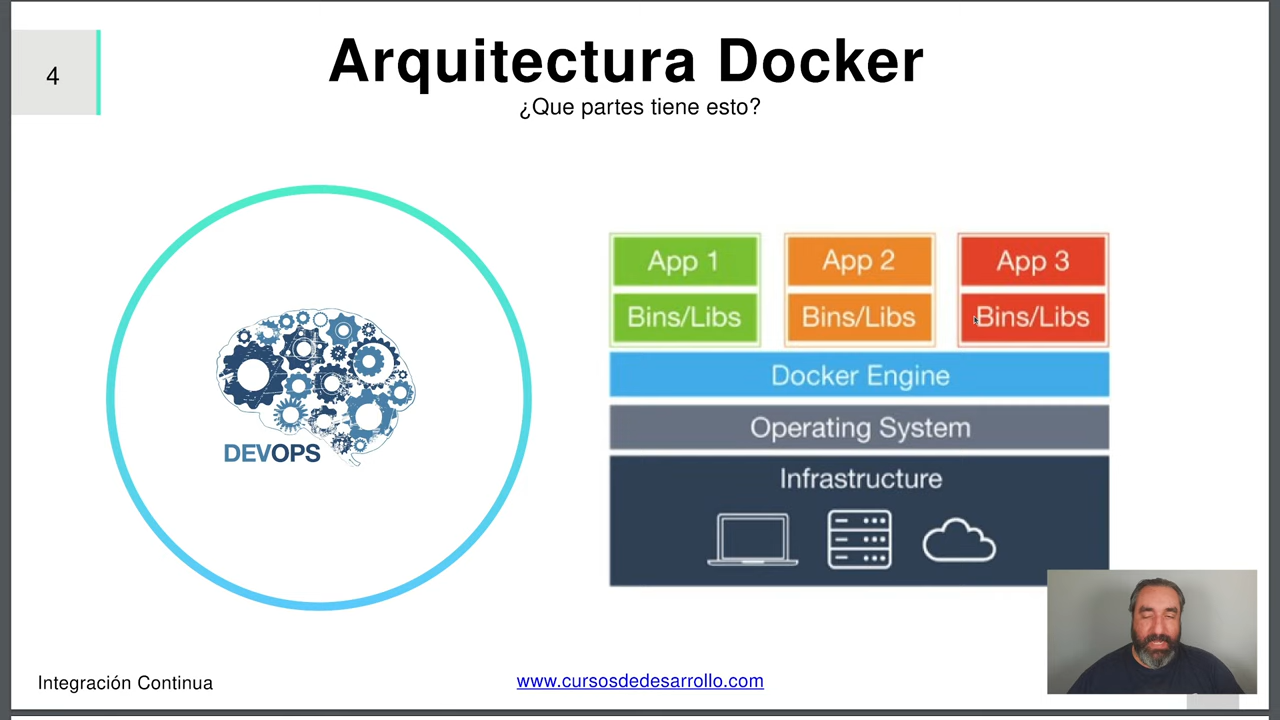 4
Arquitectura Docker
¿Que partes tiene esto?
DEVOPS
App 1
App 2
App 3
Bins/Libs
Bins/Libs
Bins/Libs
Docker Engine
Operating System
Infrastructure
Integración Continua
www.cursosdedesarrollo.com